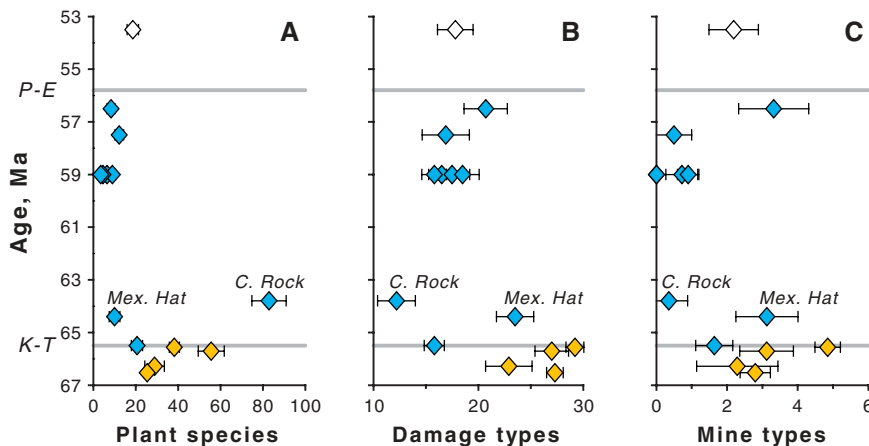 53
55
57
59
61
63
65
67
P-E
K-T
Age, Ma
A
Mex. Hat
C. Rock
0 20 40 60 80 100
Plant species
B
C. Rock
Mex. Hat
10 20 30
Damage types
C
C. Rock
Mex. Hat
0 2 4 6
Mine types